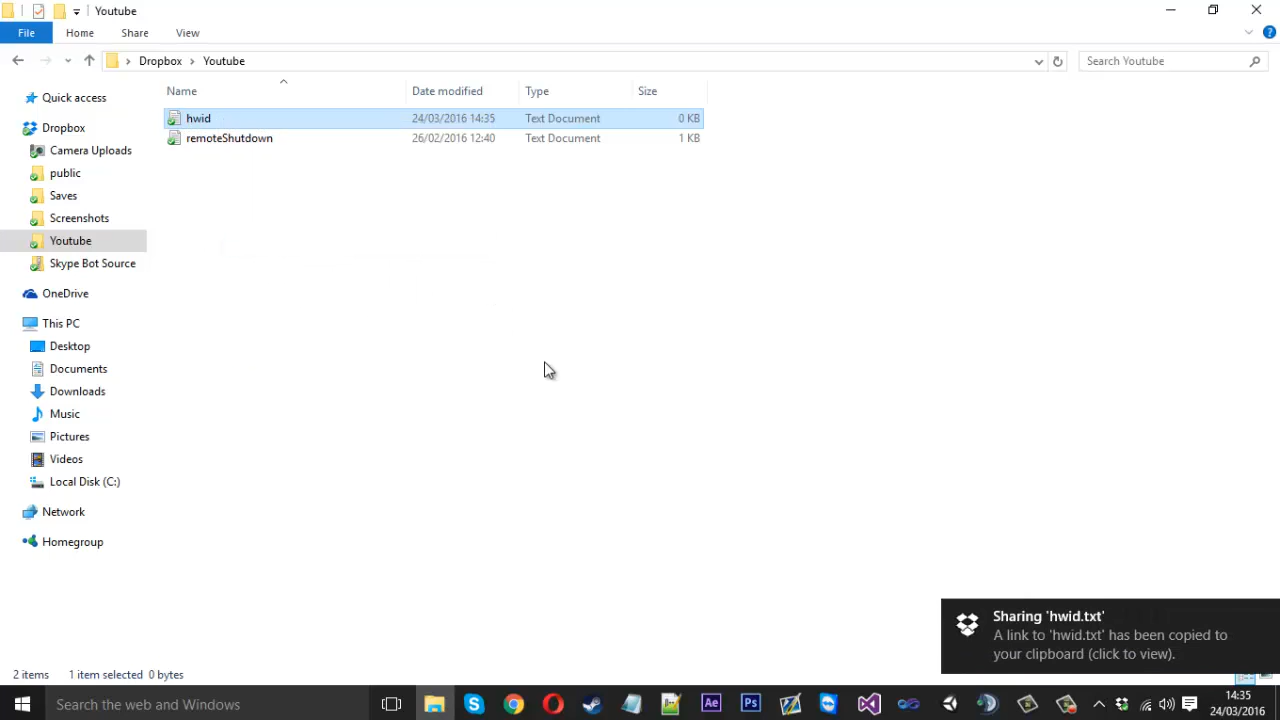 Youtube
File Home Share View
Dropbox Youtube
Search Youtube
Name Date modified Type Size
hwid 24/03/2016 14:35 Text Document 0 KB
remoteShutdown 26/02/2016 12:40 Text Document 1 KB
Quick access
Dropbox
Camera Uploads
public
Saves
Screenshots
Youtube
Skype Bot Source
OneDrive
This PC
Desktop
Documents
Downloads
Music
Pictures
Videos
Local Disk (C:)
Network
Homegroup
Sharing 'hwid.txt'
A link to 'hwid.txt' has been copied to
your clipboard (click to view).
2 items 1 item selected 0 bytes
Search the web and Windows
Ae
Ps
14:35
24/03/2016